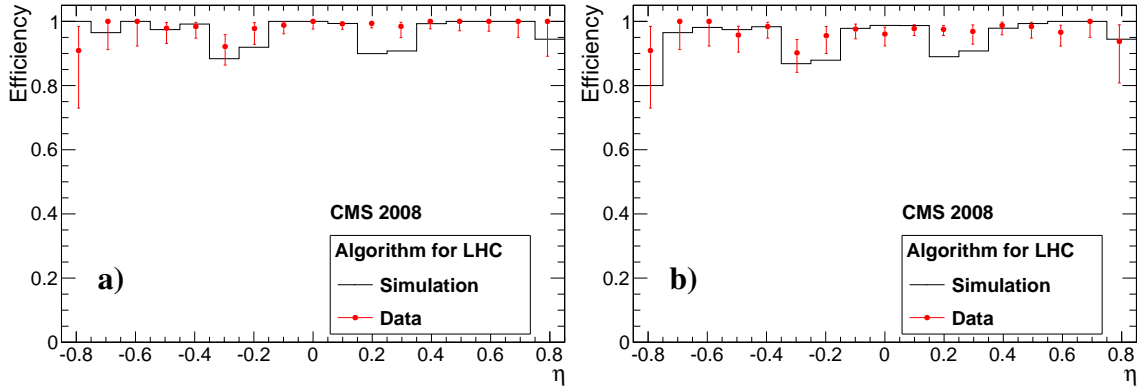 Efficiency
1
0.8
0.6
0.4
0.2
0
CMS 2008
Algorithm for LHC
Simulation
Data
a)
-0.8 -0.6 -0.4 -0.2 0 0.2 0.4 0.6 0.8
η
Efficiency
1
0.8
0.6
0.4
0.2
0
CMS 2008
Algorithm for LHC
Simulation
Data
b)
-0.8 -0.6 -0.4 -0.2 0 0.2 0.4 0.6 0.8
η